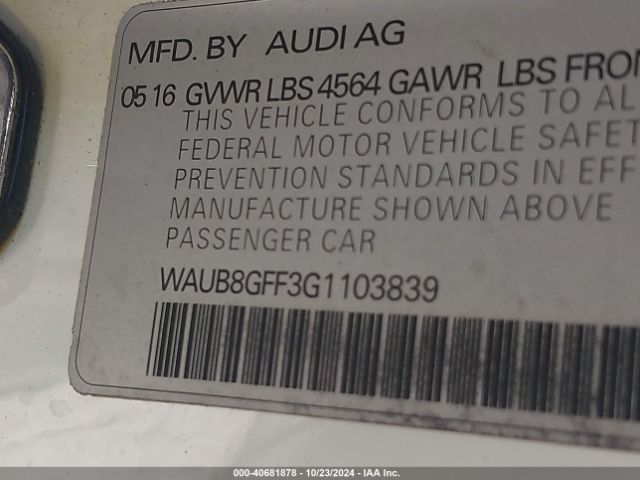 MFD. BY AUDI AG
05 16 GVWR LBS 4564 GAWR LBS FRON
THIS VEHICLE CONFORMS TO AL
FEDERAL MOTOR VEHICLE SAFET
PREVENTION STANDARDS IN EFF
MANUFACTURE SHOWN ABOVE
PASSENGER CAR
WAUB8GFF3G1103839
000-40681878 - 10/23/2024 - IAA Inc.